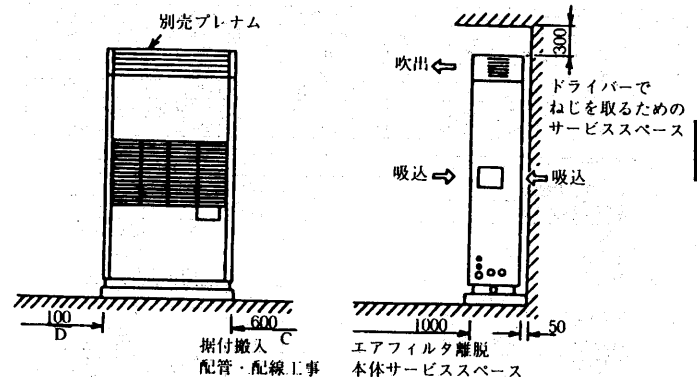 別売プレナム
300
吹出
ドライバーで
ねじを取るための
サービススペース
吸込
吸込
100
D
600
C
1000
50
据付搬入
配管・配線工事
エアフィルタ離脱
本体サービススペース